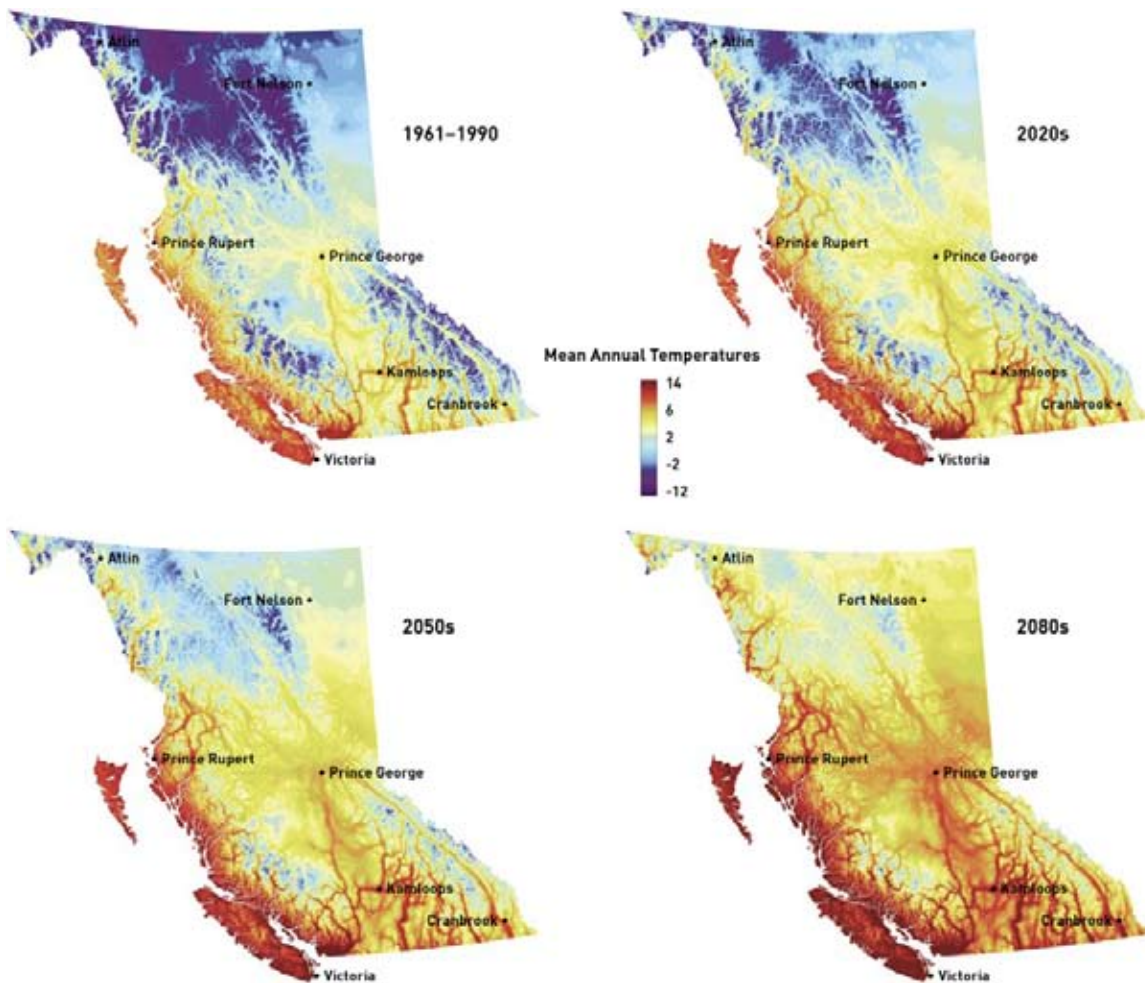 Atlin
Fort Nelson
1961–1990
Prince Rupert
Prince George
Kamloops
Cranbrook
Victoria
Atlin
Fort Nelson
2020s
Prince Rupert
Prince George
Kamloops
Cranbrook
Victoria
Mean Annual Temperatures
14
6
2
-2
-12
Atlin
Fort Nelson
2050s
Prince Rupert
Prince George
Kamloops
Cranbrook
Victoria
Atlin
Fort Nelson
2080s
Prince Rupert
Prince George
Kamloops
Cranbrook
Victoria